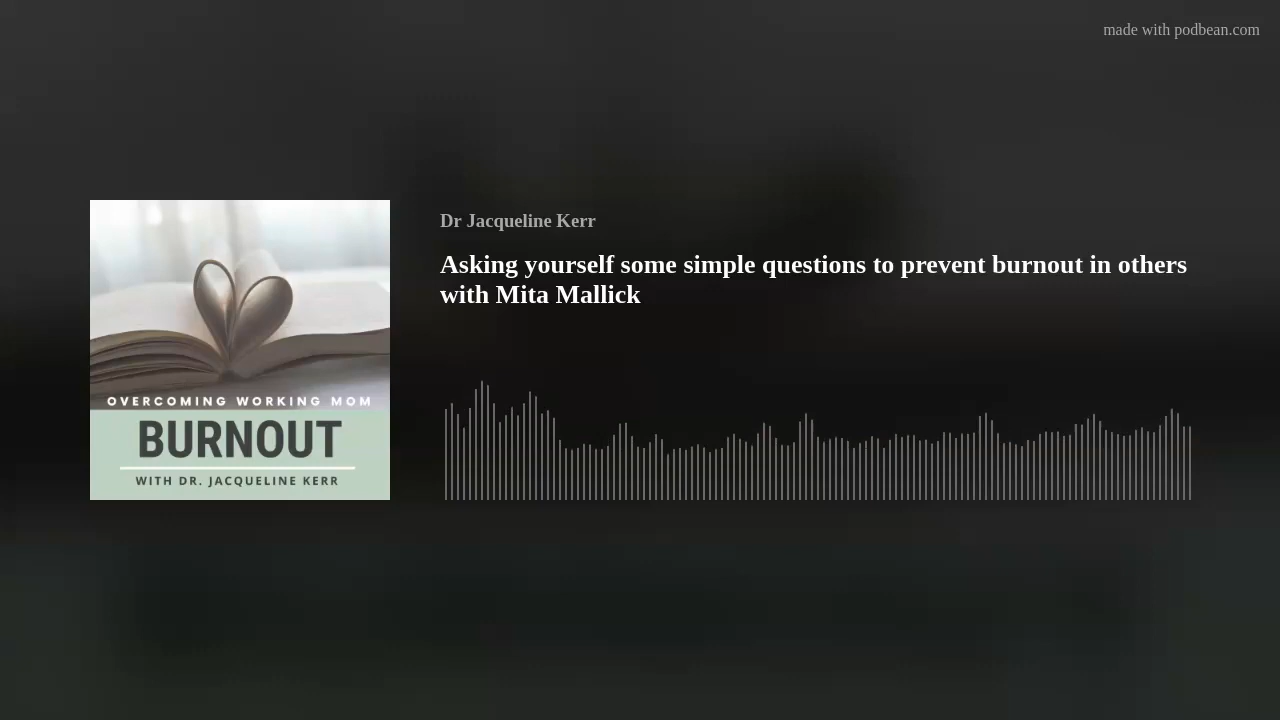 made with podbean.com
Dr Jacqueline Kerr
Asking yourself some simple questions to prevent burnout in others
with Mita Mallick
OVERCOMING WORKING MOM
BURNOUT
WITH DR. JACQUELINE KERR